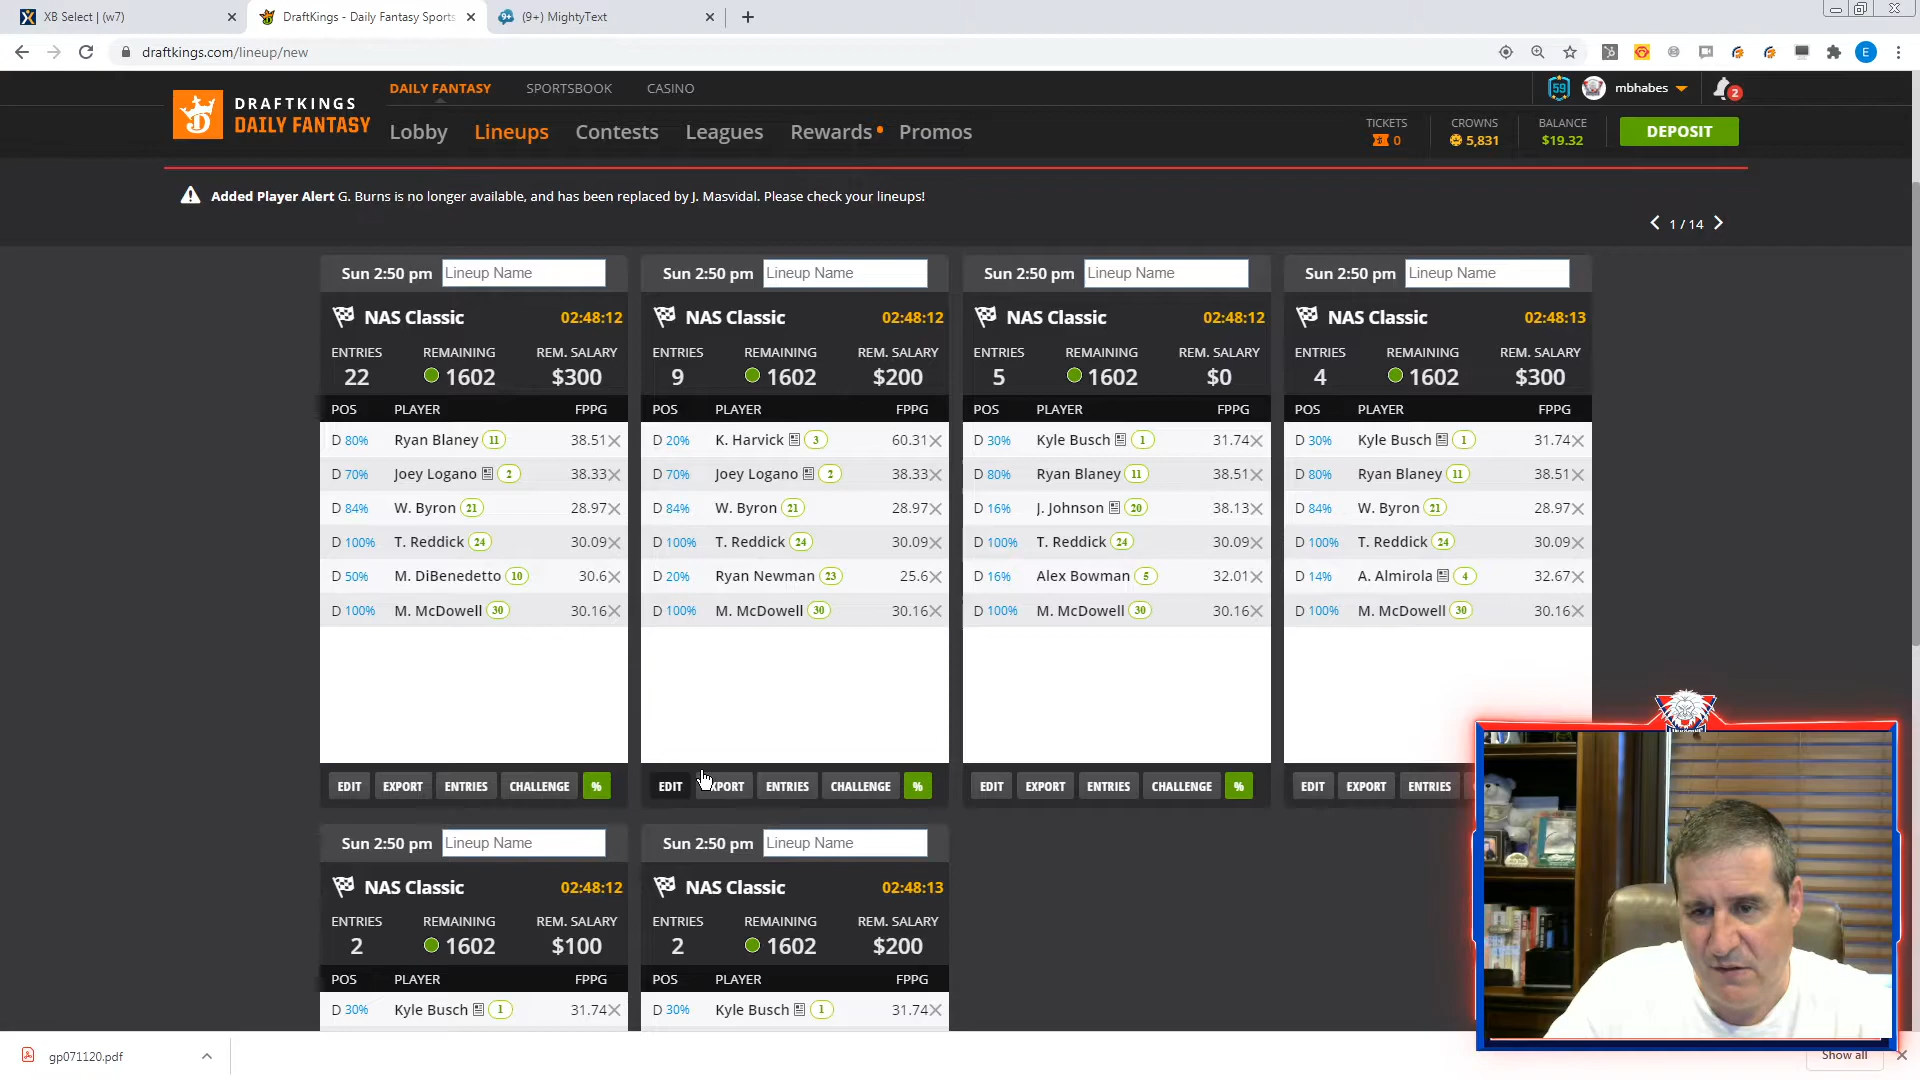 XB Select | (w7)
DraftKings - Daily Fantasy Sports
(9+) MightyText
draftkings.com/lineup/new
E
DRAFTKINGS
DAILY FANTASY
DAILY FANTASY SPORTSBOOK CASINO
59 mbhabes 2
Lobby Lineups Contests Leagues Rewards Promos
TICKETS CROWNS BALANCE
0 5,831 $19.32
DEPOSIT
Added Player Alert G. Burns is no longer available, and has been replaced by J. Masvidal. Please check your lineups!
1 / 14
Sun 2:50 pm Lineup Name
NAS Classic 02:48:12
ENTRIES REMAINING REM. SALARY
22 1602 $300
POS PLAYER FPPG
D 80% Ryan Blaney 11 38.51
D 70% Joey Logano 2 38.33
D 84% W. Byron 21 28.97
D 100% T. Reddick 24 30.09
D 50% M. DiBenedetto 10 30.6
D 100% M. McDowell 30 30.16
EDIT EXPORT ENTRIES CHALLENGE %
Sun 2:50 pm Lineup Name
NAS Classic 02:48:12
ENTRIES REMAINING REM. SALARY
9 1602 $200
POS PLAYER FPPG
D 20% K. Harvick 3 60.31
D 70% Joey Logano 2 38.33
D 84% W. Byron 21 28.97
D 100% T. Reddick 24 30.09
D 20% Ryan Newman 23 25.6
D 100% M. McDowell 30 30.16
EDIT EXPORT ENTRIES CHALLENGE %
Sun 2:50 pm Lineup Name
NAS Classic 02:48:12
ENTRIES REMAINING REM. SALARY
5 1602 $0
POS PLAYER FPPG
D 30% Kyle Busch 1 31.74
D 80% Ryan Blaney 11 38.51
D 16% J. Johnson 20 38.13
D 100% T. Reddick 24 30.09
D 16% Alex Bowman 5 32.01
D 100% M. McDowell 30 30.16
EDIT EXPORT ENTRIES CHALLENGE %
Sun 2:50 pm Lineup Name
NAS Classic 02:48:13
ENTRIES REMAINING REM. SALARY
4 1602 $300
POS PLAYER FPPG
D 30% Kyle Busch 1 31.74
D 80% Ryan Blaney 11 38.51
D 84% W. Byron 21 28.97
D 100% T. Reddick 24 30.09
D 14% A. Almirola 4 32.67
D 100% M. McDowell 30 30.16
EDIT EXPORT ENTRIES
Sun 2:50 pm Lineup Name
NAS Classic 02:48:12
ENTRIES REMAINING REM. SALARY
2 1602 $100
POS PLAYER FPPG
D 30% Kyle Busch 1 31.74
Sun 2:50 pm Lineup Name
NAS Classic 02:48:13
ENTRIES REMAINING REM. SALARY
2 1602 $200
POS PLAYER FPPG
D 30% Kyle Busch 1 31.74
gp071120.pdf
Show all